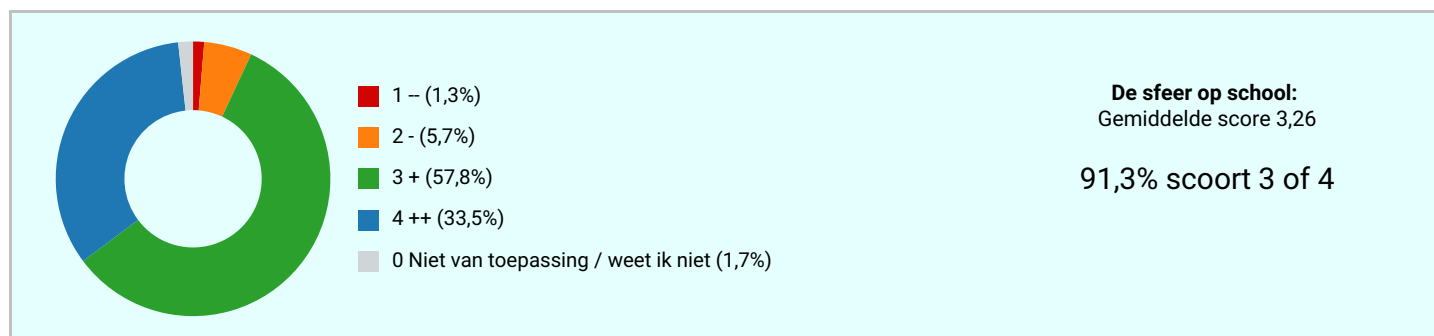 1 -- (1,3%)
2 - (5,7%)
3 + (57,8%)
4 ++ (33,5%)
0 Niet van toepassing / weet ik niet (1,7%)
De sfeer op school:
Gemiddelde score 3,26
91,3% scoort 3 of 4